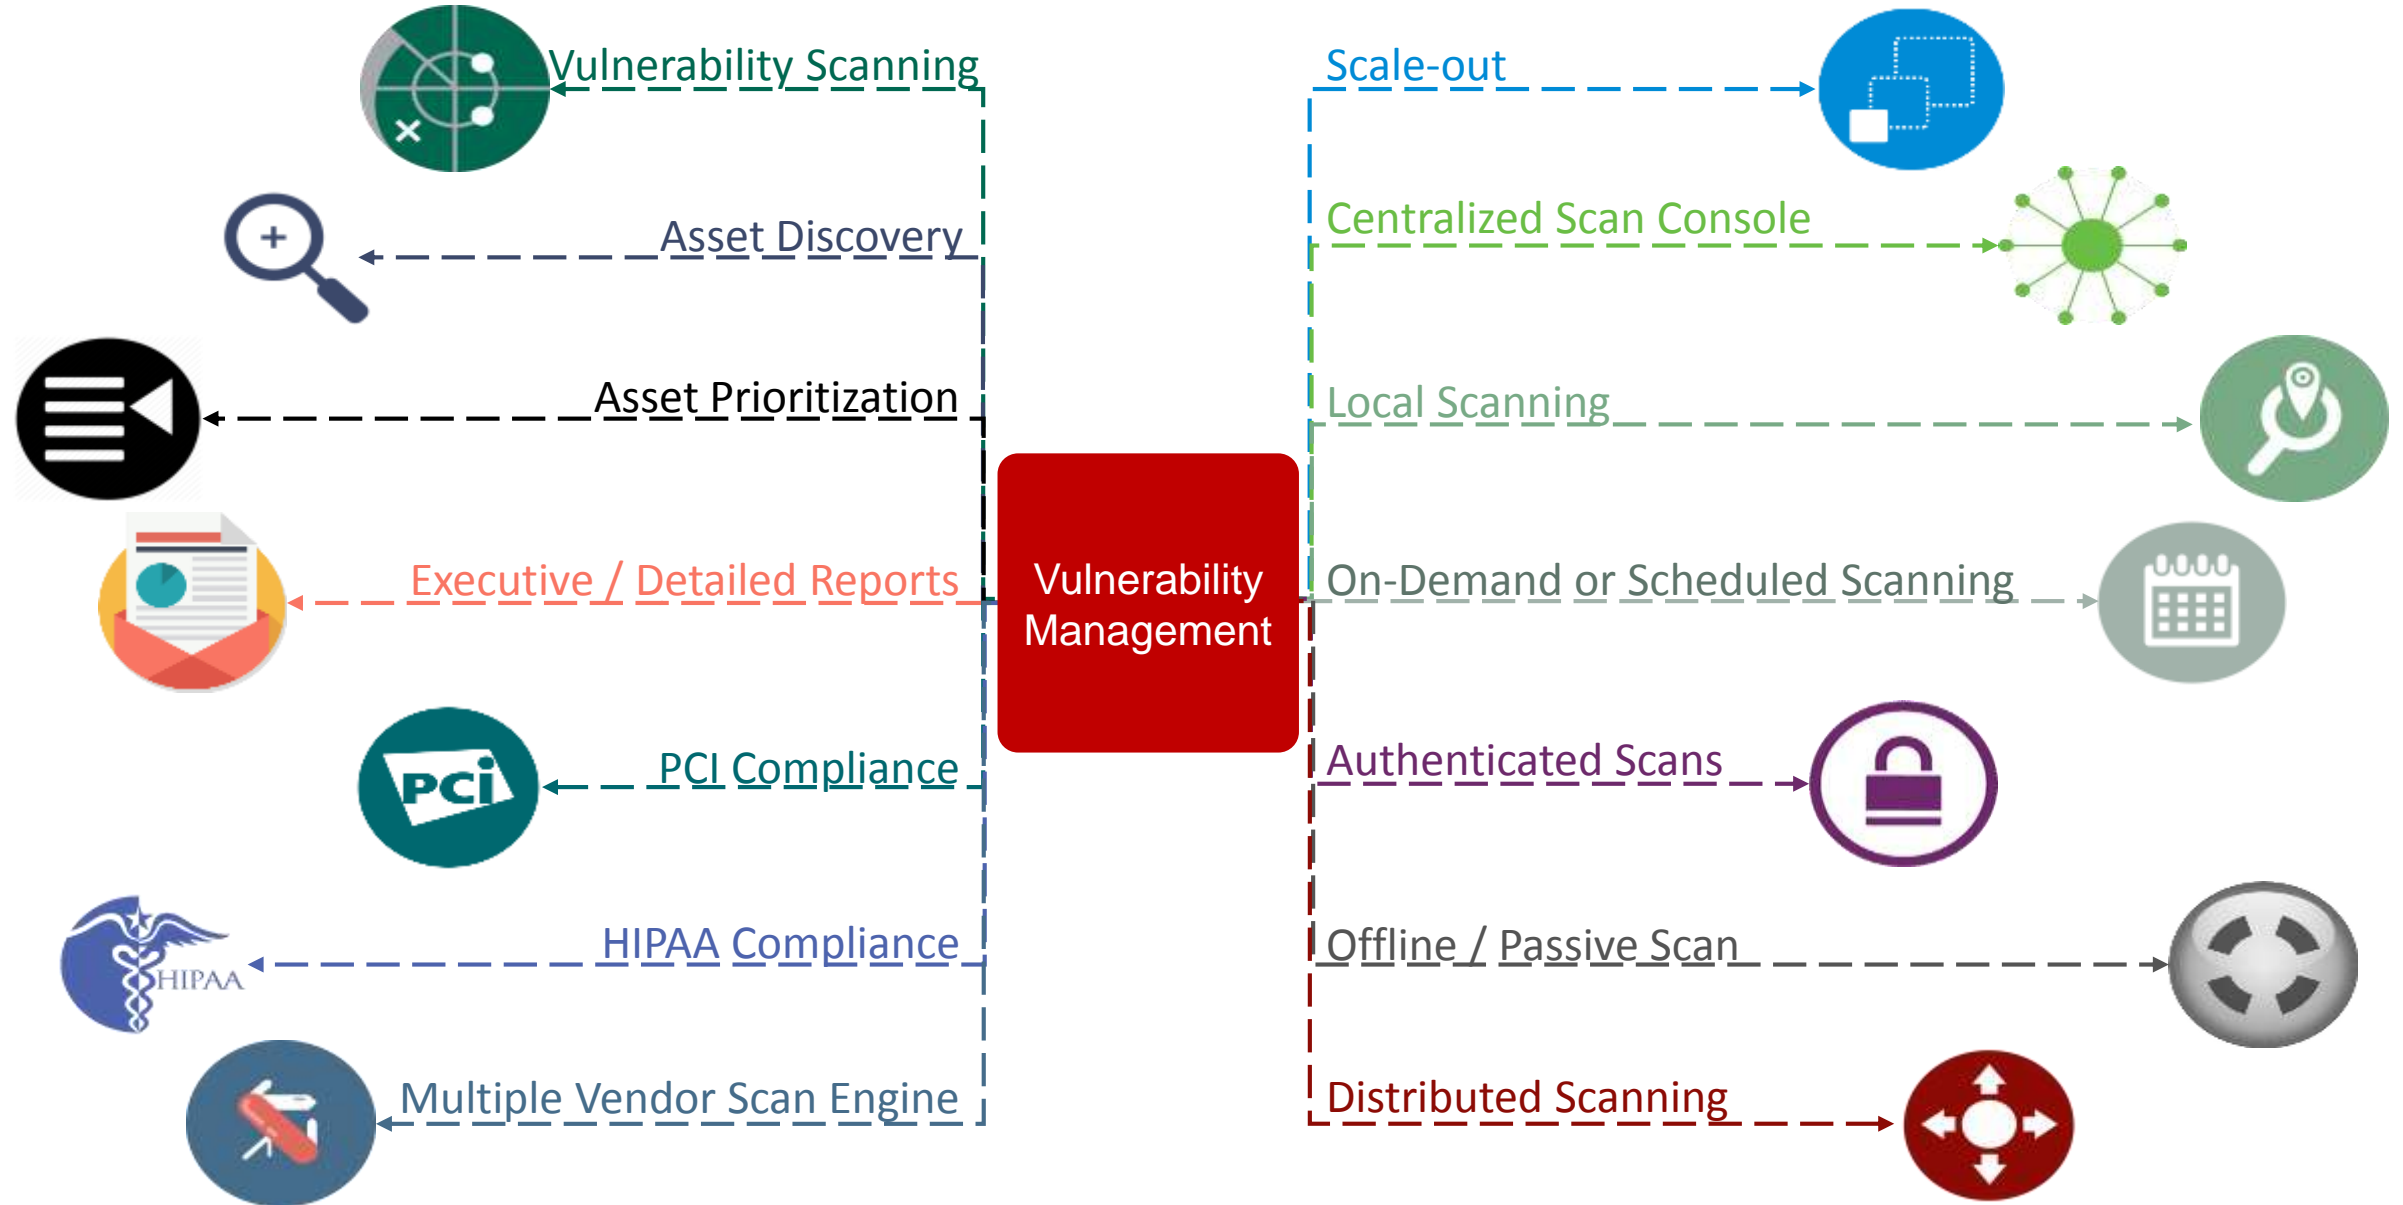 Vulnerability Scanning
Asset Discovery
Asset Prioritization
Executive / Detailed Reports
PCI Compliance
PCi
HIPAA Compliance
HIPAA
Multiple Vendor Scan Engine
Vulnerability
Management
Scale-out
Centralized Scan Console
Local Scanning
On-Demand or Scheduled Scanning
Authenticated Scans
Offline / Passive Scan
Distributed Scanning